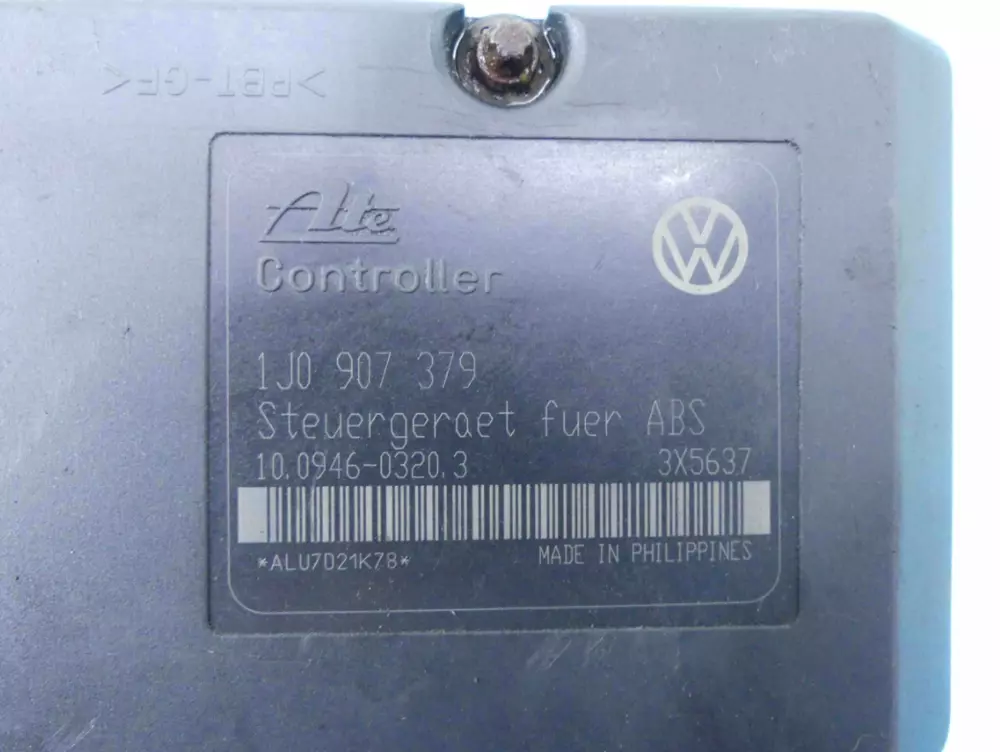 >PBT-GF<
Ate
Controller
1J0 907 379
Steuergeraet fuer ABS
10.0946-0320.3 3X5637
*ALU7D21K78*
MADE IN PHILIPPINES